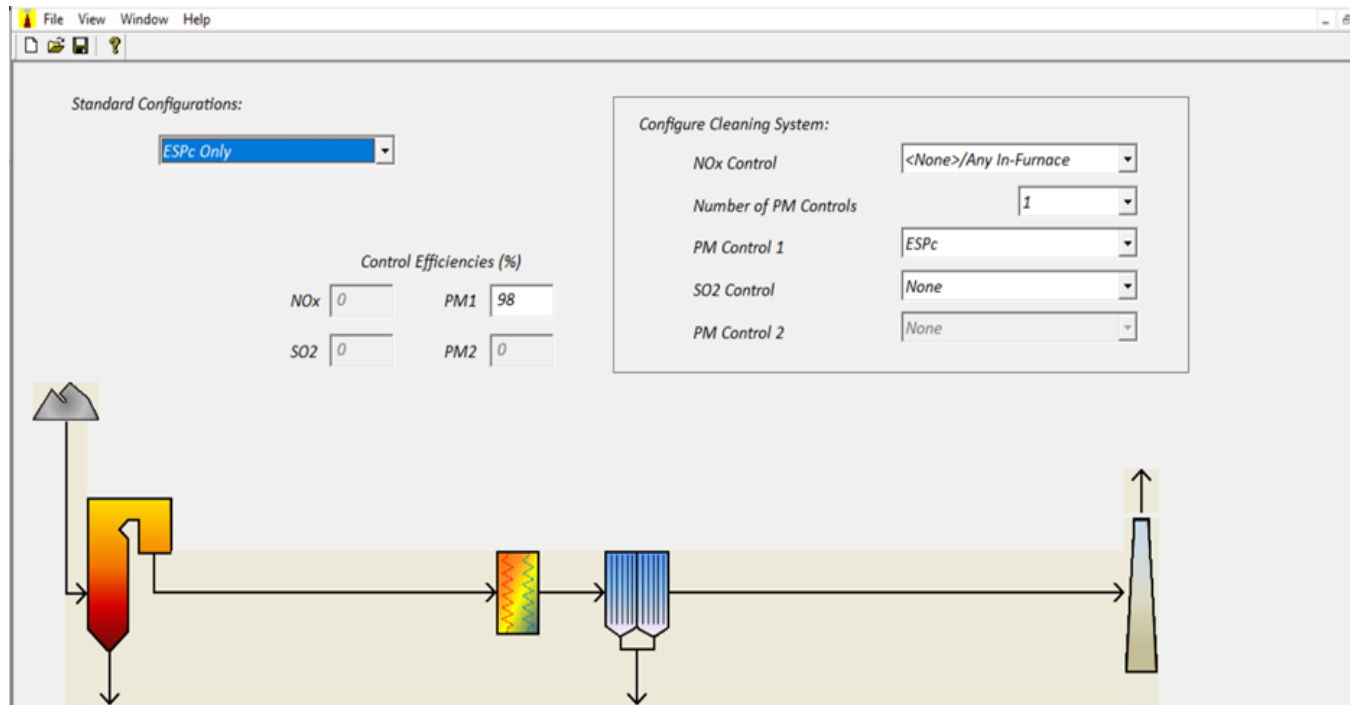 File View Window Help
Standard Configurations:
ESPc Only
Configure Cleaning System:
NOx Control <None>/Any In-Furnace
Number of PM Controls 1
PM Control 1 ESPc
SO2 Control None
PM Control 2 None
Control Efficiencies (%)
NOx 0 PM1 98
SO2 0 PM2 0